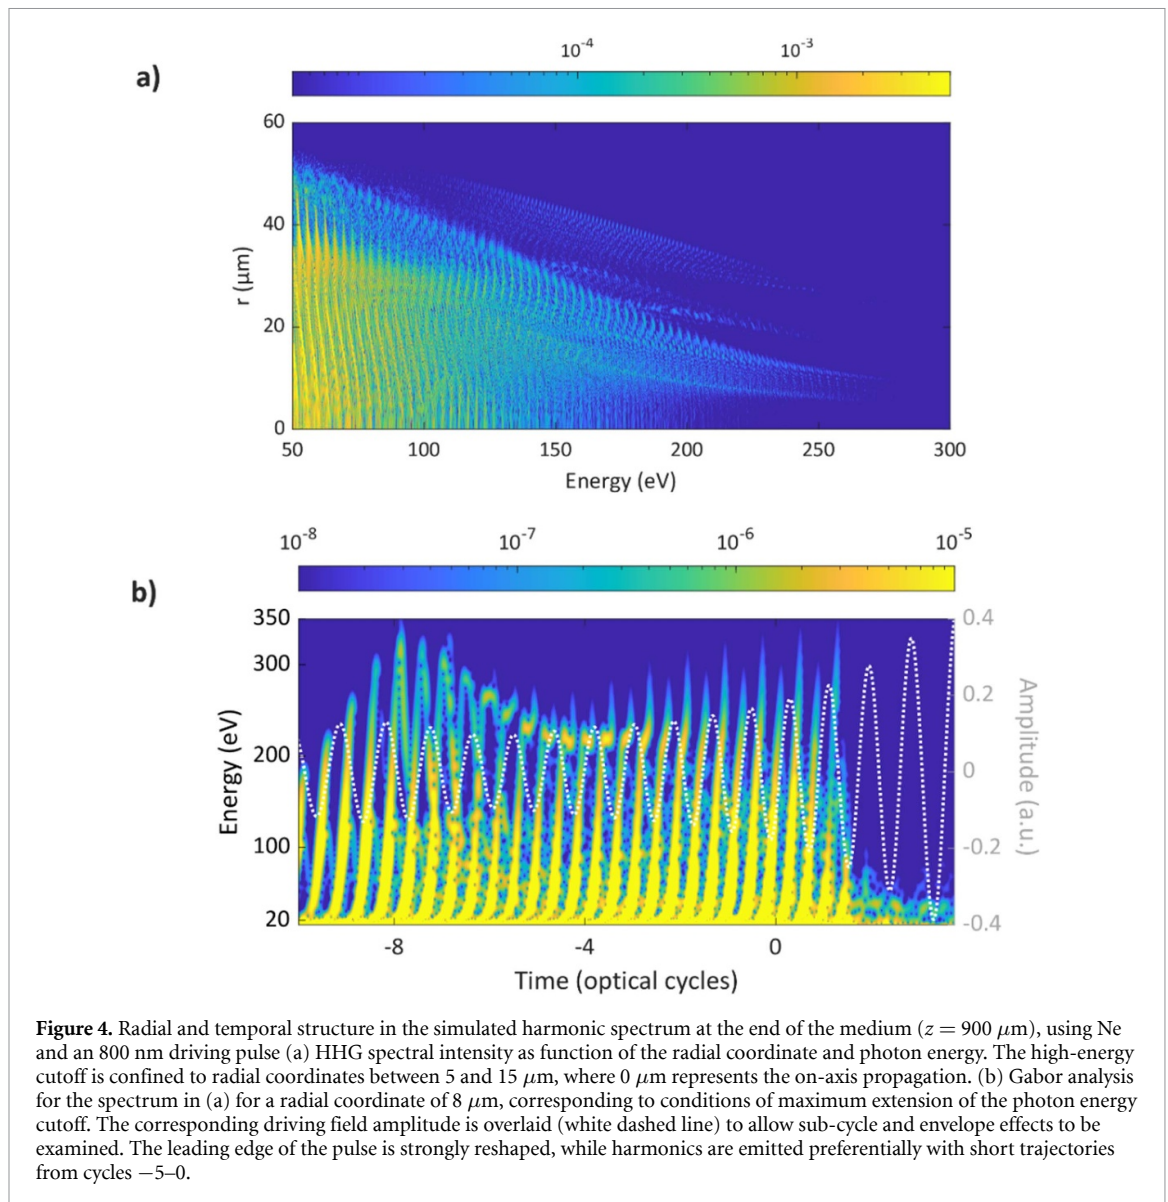 10⁻⁴ 10⁻³
a)
60
40
20
0
r (μm)
50 100 150 200 250 300
Energy (eV)
10⁻⁸ 10⁻⁷ 10⁻⁶ 10⁻⁵
b)
350 0.4
300
0.2
200 0
100 -0.2
20 -0.4
Energy (eV)
Amplitude (a.u.)
-8 -4 0
Time (optical cycles)
Figure 4. Radial and temporal structure in the simulated harmonic spectrum at the end of the medium (z = 900 μm), using Ne
and an 800 nm driving pulse (a) HHG spectral intensity as function of the radial coordinate and photon energy. The high-energy
cutoff is confined to radial coordinates between 5 and 15 μm, where 0 μm represents the on-axis propagation. (b) Gabor analysis
for the spectrum in (a) for a radial coordinate of 8 μm, corresponding to conditions of maximum extension of the photon energy
cutoff. The corresponding driving field amplitude is overlaid (white dashed line) to allow sub-cycle and envelope effects to be
examined. The leading edge of the pulse is strongly reshaped, while harmonics are emitted preferentially with short trajectories
from cycles −5–0.